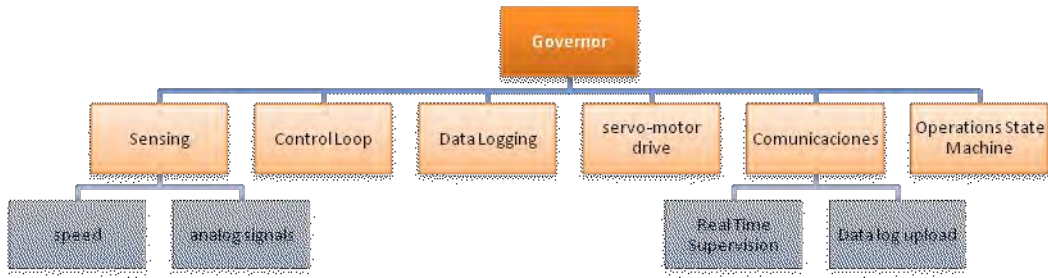 Governor
Sensing
Control Loop
Data Logging
servo-motor
drive
Comunicaciones
Operations State
Machine
speed
analog signals
Real Time
Supervision
Data log upload